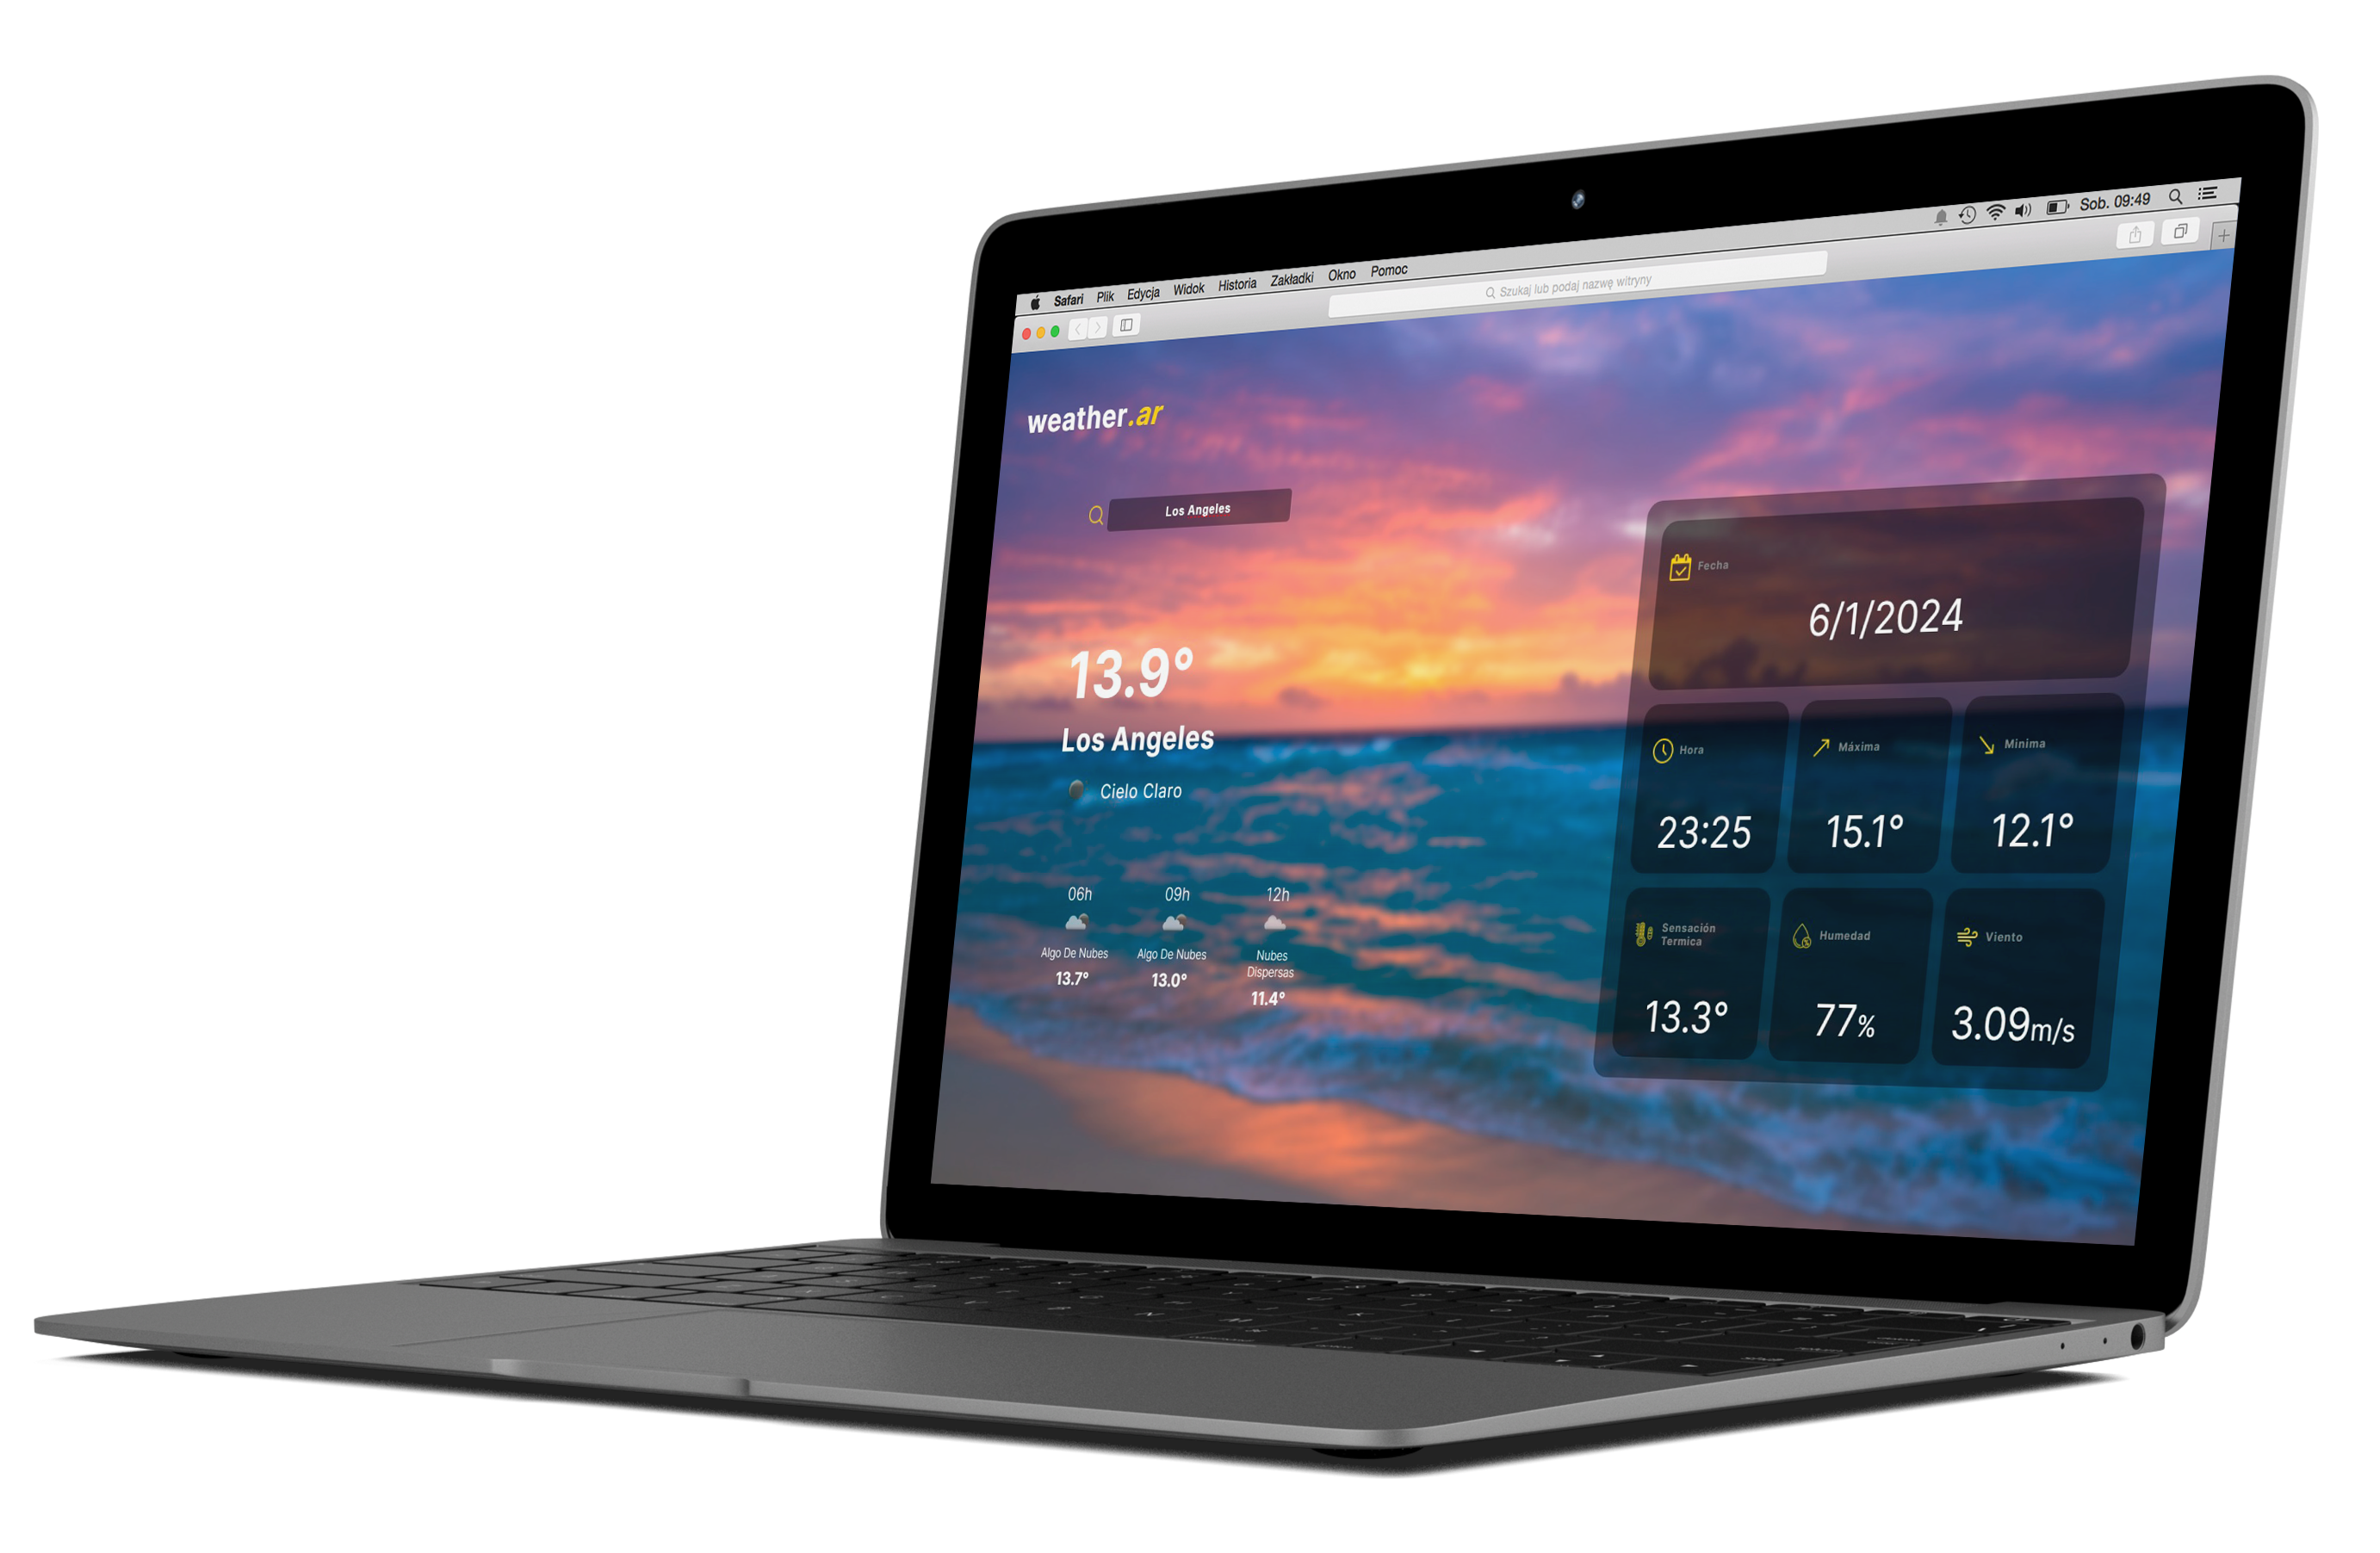 Safari Plik Edycja Widok Historia Zakładki Okno Pomoc
Sob. 09:49
Szukaj lub podaj nazwę witryny
weather.ar
Los Angeles
13.9°
Los Angeles
Cielo Claro
06h
Algo De Nubes
13.7°
09h
Algo De Nubes
13.0°
12h
Nubes
Dispersas
11.4°
Fecha
6/1/2024
Hora
23:25
Máxima
15.1°
Minima
12.1°
Sensación
Termica
13.3°
Humedad
77%
Viento
3.09m/s